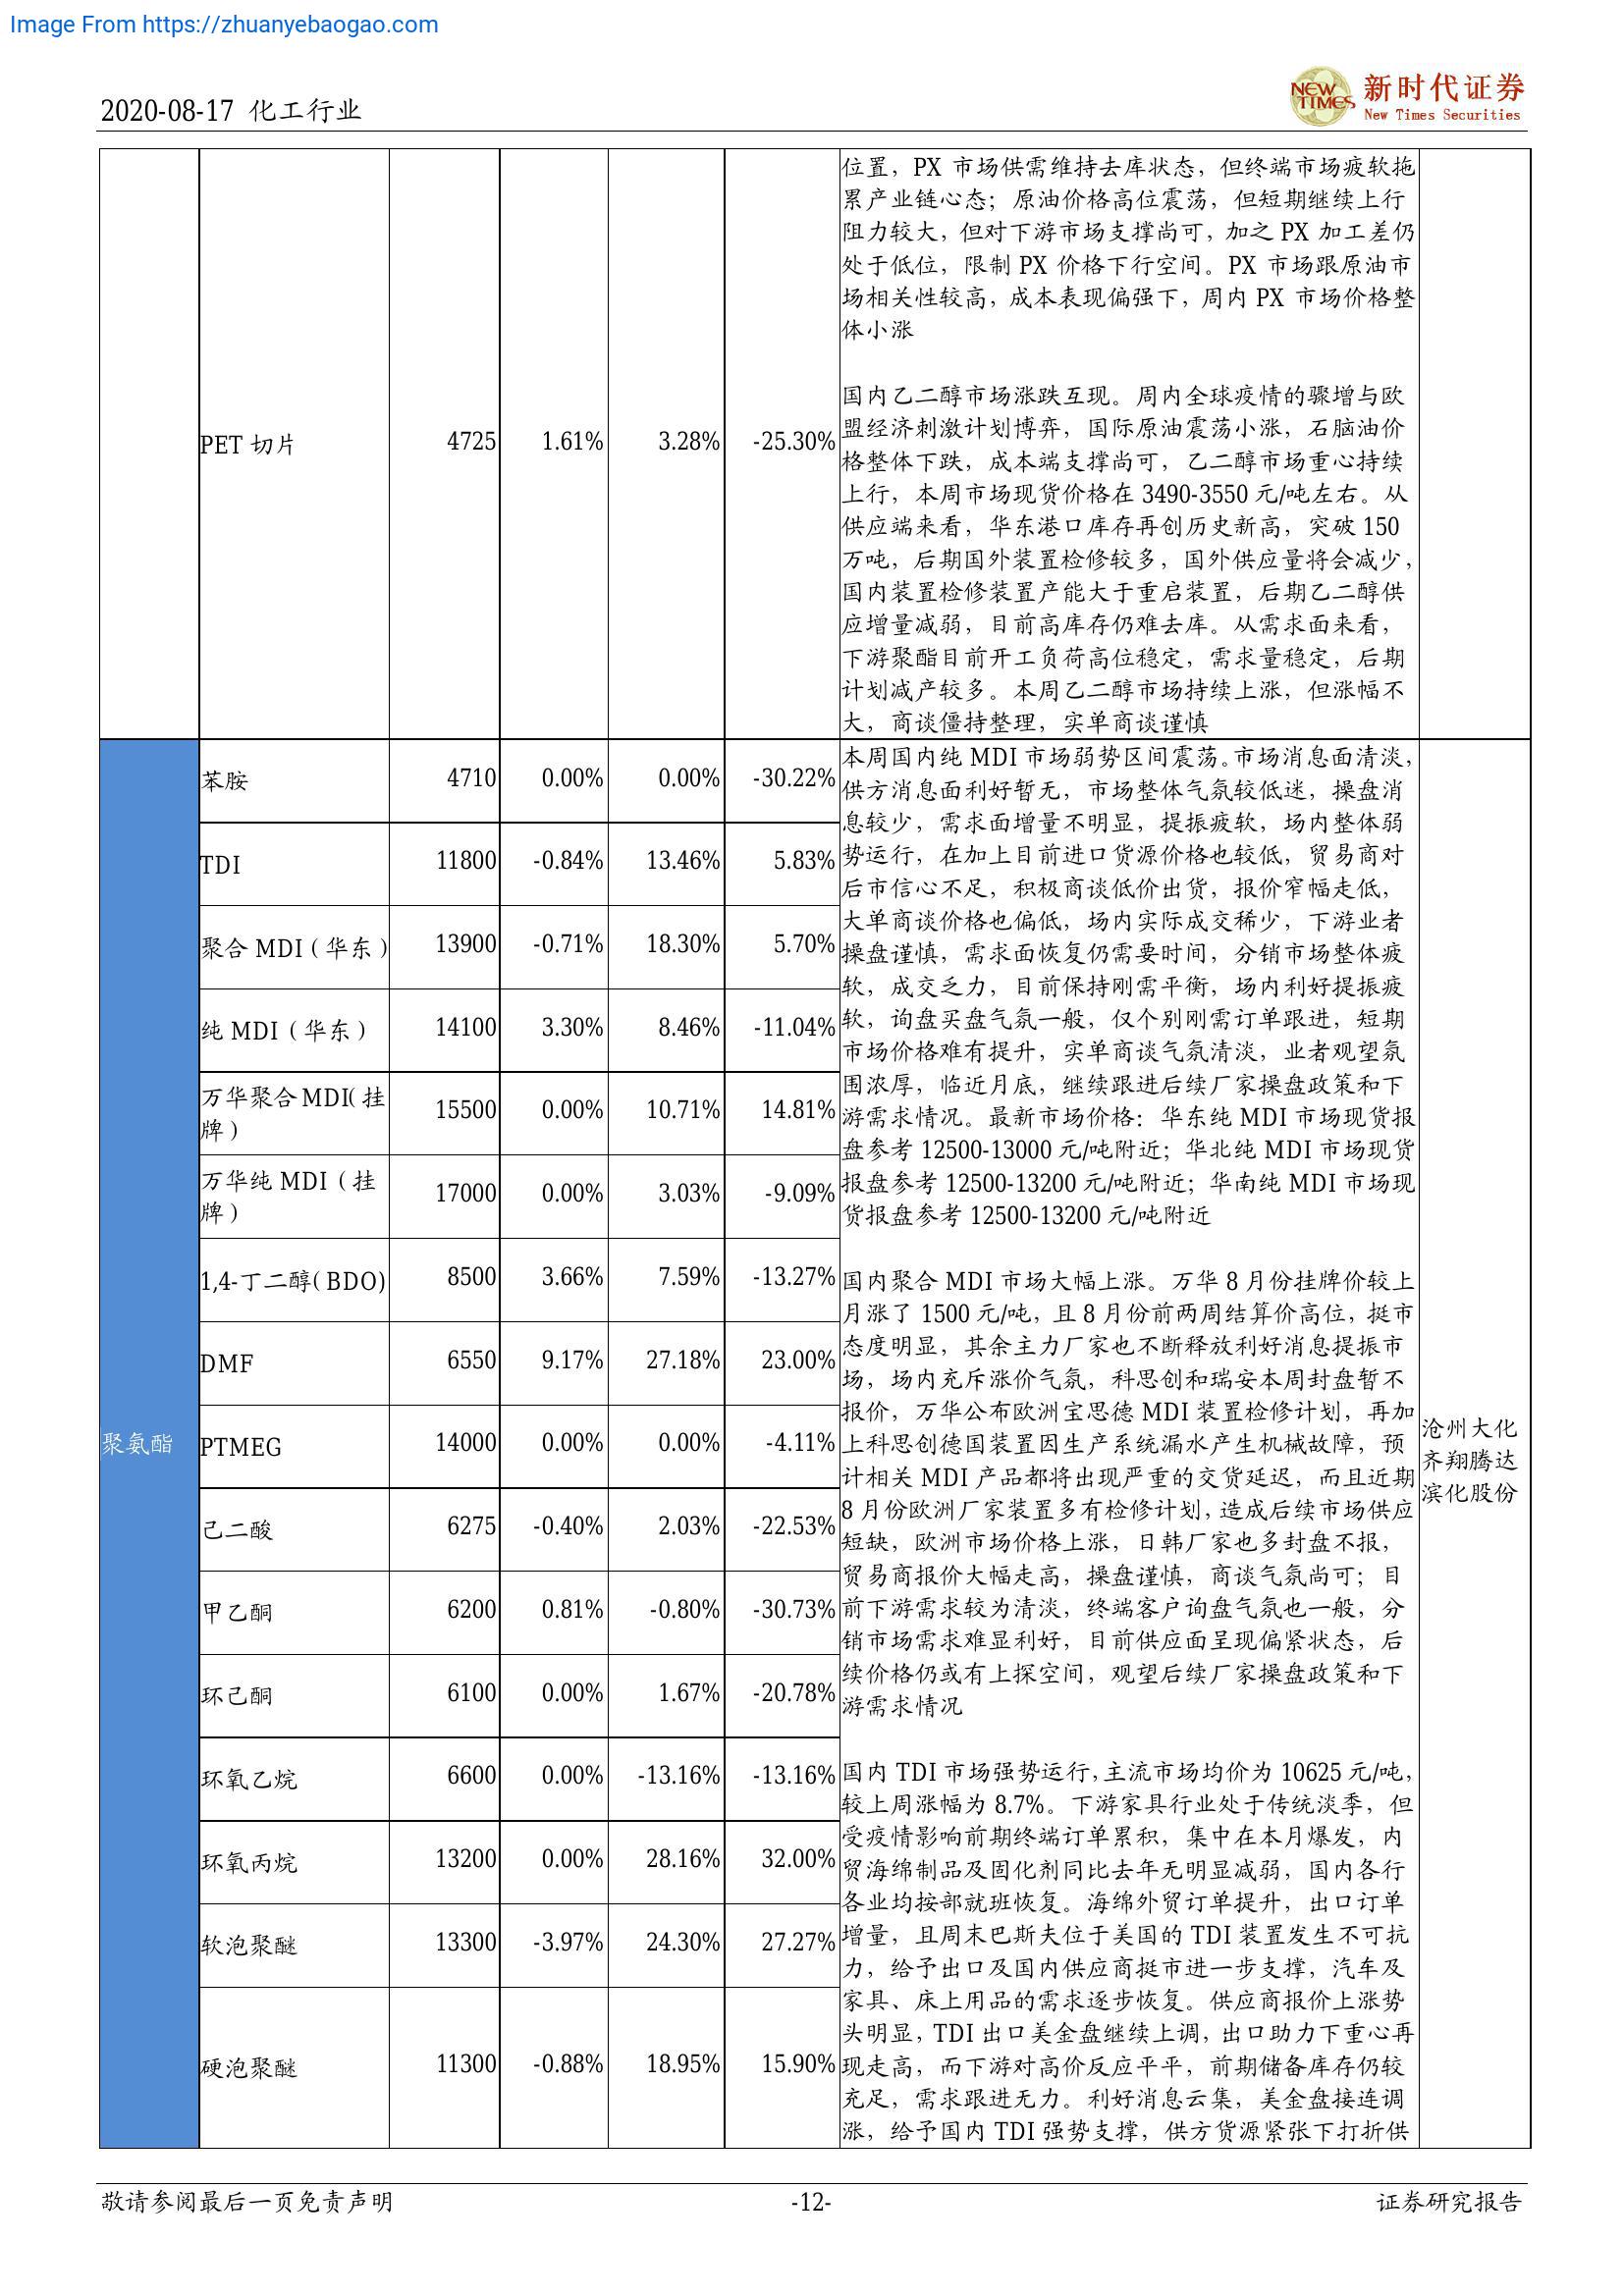 Image From https://zhuanyebaogao.com
2020-08-17 化工行业
NEW TIMES
新时代证券
New Times Securities
位置，PX 市场供需维持去库状态，但终端市场疲软拖
累产业链心态；原油价格高位震荡，但短期继续上行
阻力较大，但对下游市场支撑尚可，加之 PX 加工差仍
处于低位，限制 PX 价格下行空间。PX 市场跟原油市
场相关性较高，成本表现偏强下，周内 PX 市场价格整
体小涨
PET 切片 4725 1.61% 3.28% -25.30%
国内乙二醇市场涨跌互现。周内全球疫情的骤增与欧
盟经济刺激计划博弈，国际原油震荡小涨，石脑油价
格整体下跌，成本端支撑尚可，乙二醇市场重心持续
上行，本周市场现货价格在 3490-3550 元/吨左右。从
供应端来看，华东港口库存再创历史新高，突破 150
万吨，后期国外装置检修较多，国外供应量将会减少，
国内装置检修装置产能大于重启装置，后期乙二醇供
应增量减弱，目前高库存仍难去库。从需求面来看，
下游聚酯目前开工负荷高位稳定，需求量稳定，后期
计划减产较多。本周乙二醇市场持续上涨，但涨幅不
大，商谈僵持整理，实单商谈谨慎
聚氨酯
苯胺 4710 0.00% 0.00% -30.22%
TDI 11800 -0.84% 13.46% 5.83%
聚合 MDI（华东） 13900 -0.71% 18.30% 5.70%
纯 MDI（华东） 14100 3.30% 8.46% -11.04%
万华聚合MDI（挂
牌） 15500 0.00% 10.71% 14.81%
万华纯 MDI（挂
牌） 17000 0.00% 3.03% -9.09%
1,4-丁二醇（BDO) 8500 3.66% 7.59% -13.27%
DMF 6550 9.17% 27.18% 23.00%
PTMEG 14000 0.00% 0.00% -4.11%
己二酸 6275 -0.40% 2.03% -22.53%
甲乙酮 6200 0.81% -0.80% -30.73%
环己酮 6100 0.00% 1.67% -20.78%
环氧乙烷 6600 0.00% -13.16% -13.16%
环氧丙烷 13200 0.00% 28.16% 32.00%
软泡聚醚 13300 -3.97% 24.30% 27.27%
硬泡聚醚 11300 -0.88% 18.95% 15.90%
本周国内纯 MDI 市场弱势区间震荡。市场消息面清淡，
供方消息面利好暂无，市场整体气氛较低迷，操盘消
息较少，需求面增量不明显，提振疲软，场内整体弱
势运行，在加上目前进口货源价格也较低，贸易商对
后市信心不足，积极商谈低价出货，报价窄幅走低，
大单商谈价格也偏低，场内实际成交稀少，下游业者
操盘谨慎，需求面恢复仍需要时间，分销市场整体疲
软，成交乏力，目前保持刚需平衡，场内利好提振疲
软，询盘买盘气氛一般，仅个别刚需订单跟进，短期
市场价格难有提升，实单商谈气氛清淡，业者观望氛
围浓厚，临近月底，继续跟进后续厂家操盘政策和下
游需求情况。最新市场价格：华东纯 MDI 市场现货报
盘参考 12500-13000 元/吨附近；华北纯 MDI 市场现货
报盘参考 12500-13200 元/吨附近；华南纯 MDI 市场现
货报盘参考 12500-13200 元/吨附近
国内聚合 MDI 市场大幅上涨。万华 8 月份挂牌价较上
月涨了 1500 元/吨，且 8 月份前两周结算价高位，挺市
态度明显，其余主力厂家也不断释放利好消息提振市
场，场内充斥涨价气氛，科思创和瑞安本周封盘暂不
报价，万华公布欧洲宝思德 MDI 装置检修计划，再加
上科思创德国装置因生产系统漏水产生机械故障，预
计相关 MDI 产品都将出现严重的交货延迟，而且近期
8 月份欧洲厂家装置多有检修计划，造成后续市场供应
短缺，欧洲市场价格上涨，日韩厂家也多封盘不报，
贸易商报价大幅走高，操盘谨慎，商谈气氛尚可；目
前下游需求较为清淡，终端客户询盘气氛也一般，分
销市场需求难显利好，目前供应面呈现偏紧状态，后
续价格仍或有上探空间，观望后续厂家操盘政策和下
游需求情况
国内 TDI 市场强势运行，主流市场均价为 10625 元/吨，
较上周涨幅为 8.7%。下游家具行业处于传统淡季，但
受疫情影响前期终端订单累积，集中在本月爆发，内
贸海绵制品及固化剂同比去年无明显减弱，国内各行
各业均按部就班恢复。海绵外贸订单提升，出口订单
增量，且周末巴斯夫位于美国的 TDI 装置发生不可抗
力，给予出口及国内供应商挺市进一步支撑，汽车及
家具、床上用品的需求逐步恢复。供应商报价上涨势
头明显，TDI 出口美金盘继续上调，出口助力下重心再
现走高，而下游对高价反应平平，前期储备库存仍较
充足，需求跟进无力。利好消息云集，美金盘接连调
涨，给予国内 TDI 强势支撑，供方货源紧张下打折供
沧州大化
齐翔腾达
滨化股份
敬请参阅最后一页免责声明
-12-
证券研究报告